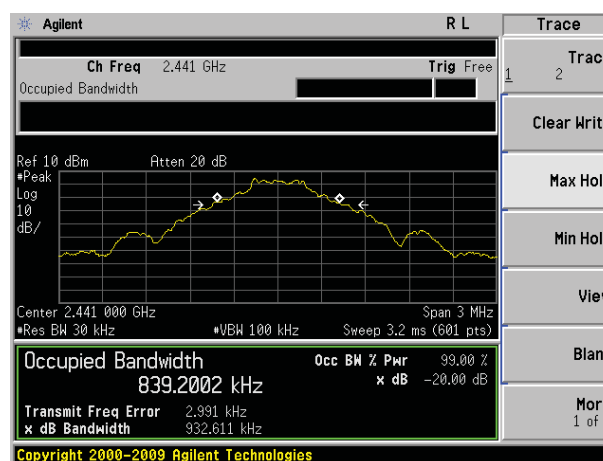 Agilent R L Trace
Ch Freq 2.441 GHz Trig Free
Occupied Bandwidth
Trac
1 2
Clear Writ
Max Hol
Min Hol
Vie
Blan
Mor
1 of
Ref 10 dBm Atten 20 dB
#Peak
Log
10
dB/
Center 2.441 000 GHz Span 3 MHz
#Res BW 30 kHz #VBW 100 kHz Sweep 3.2 ms (601 pts)
Occupied Bandwidth Occ BW % Pwr 99.00 %
839.2002 kHz x dB -20.00 dB
Transmit Freq Error 2.991 kHz
x dB Bandwidth 932.611 kHz
Copyright 2000-2009 Agilent Technologies